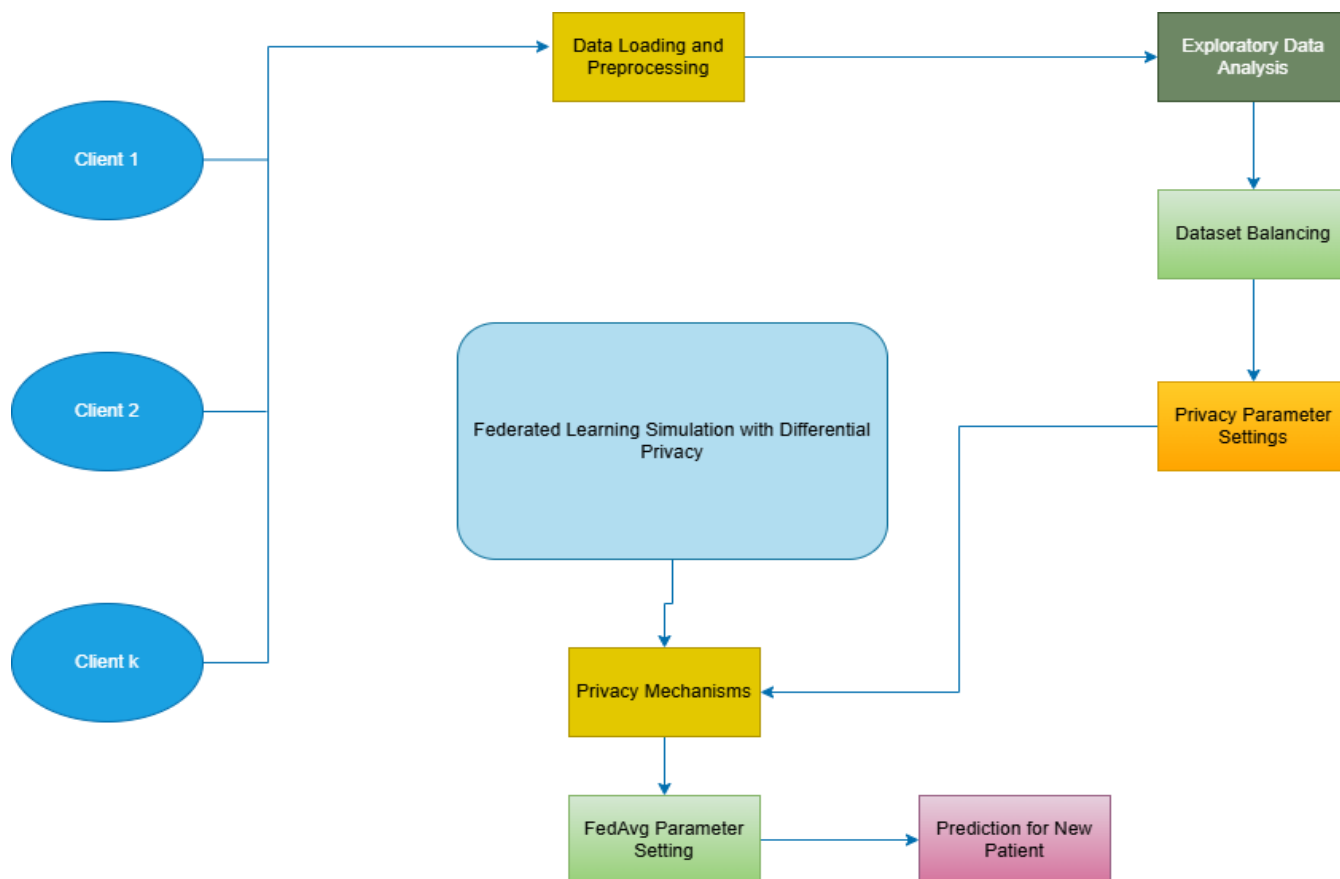 Data Loading and
Preprocessing
Exploratory Data
Analysis
Client 1
Dataset Balancing
Client 2
Federated Learning Simulation with Differential
Privacy
Privacy Parameter
Settings
Client k
Privacy Mechanisms
FedAvg Parameter
Setting
Prediction for New
Patient